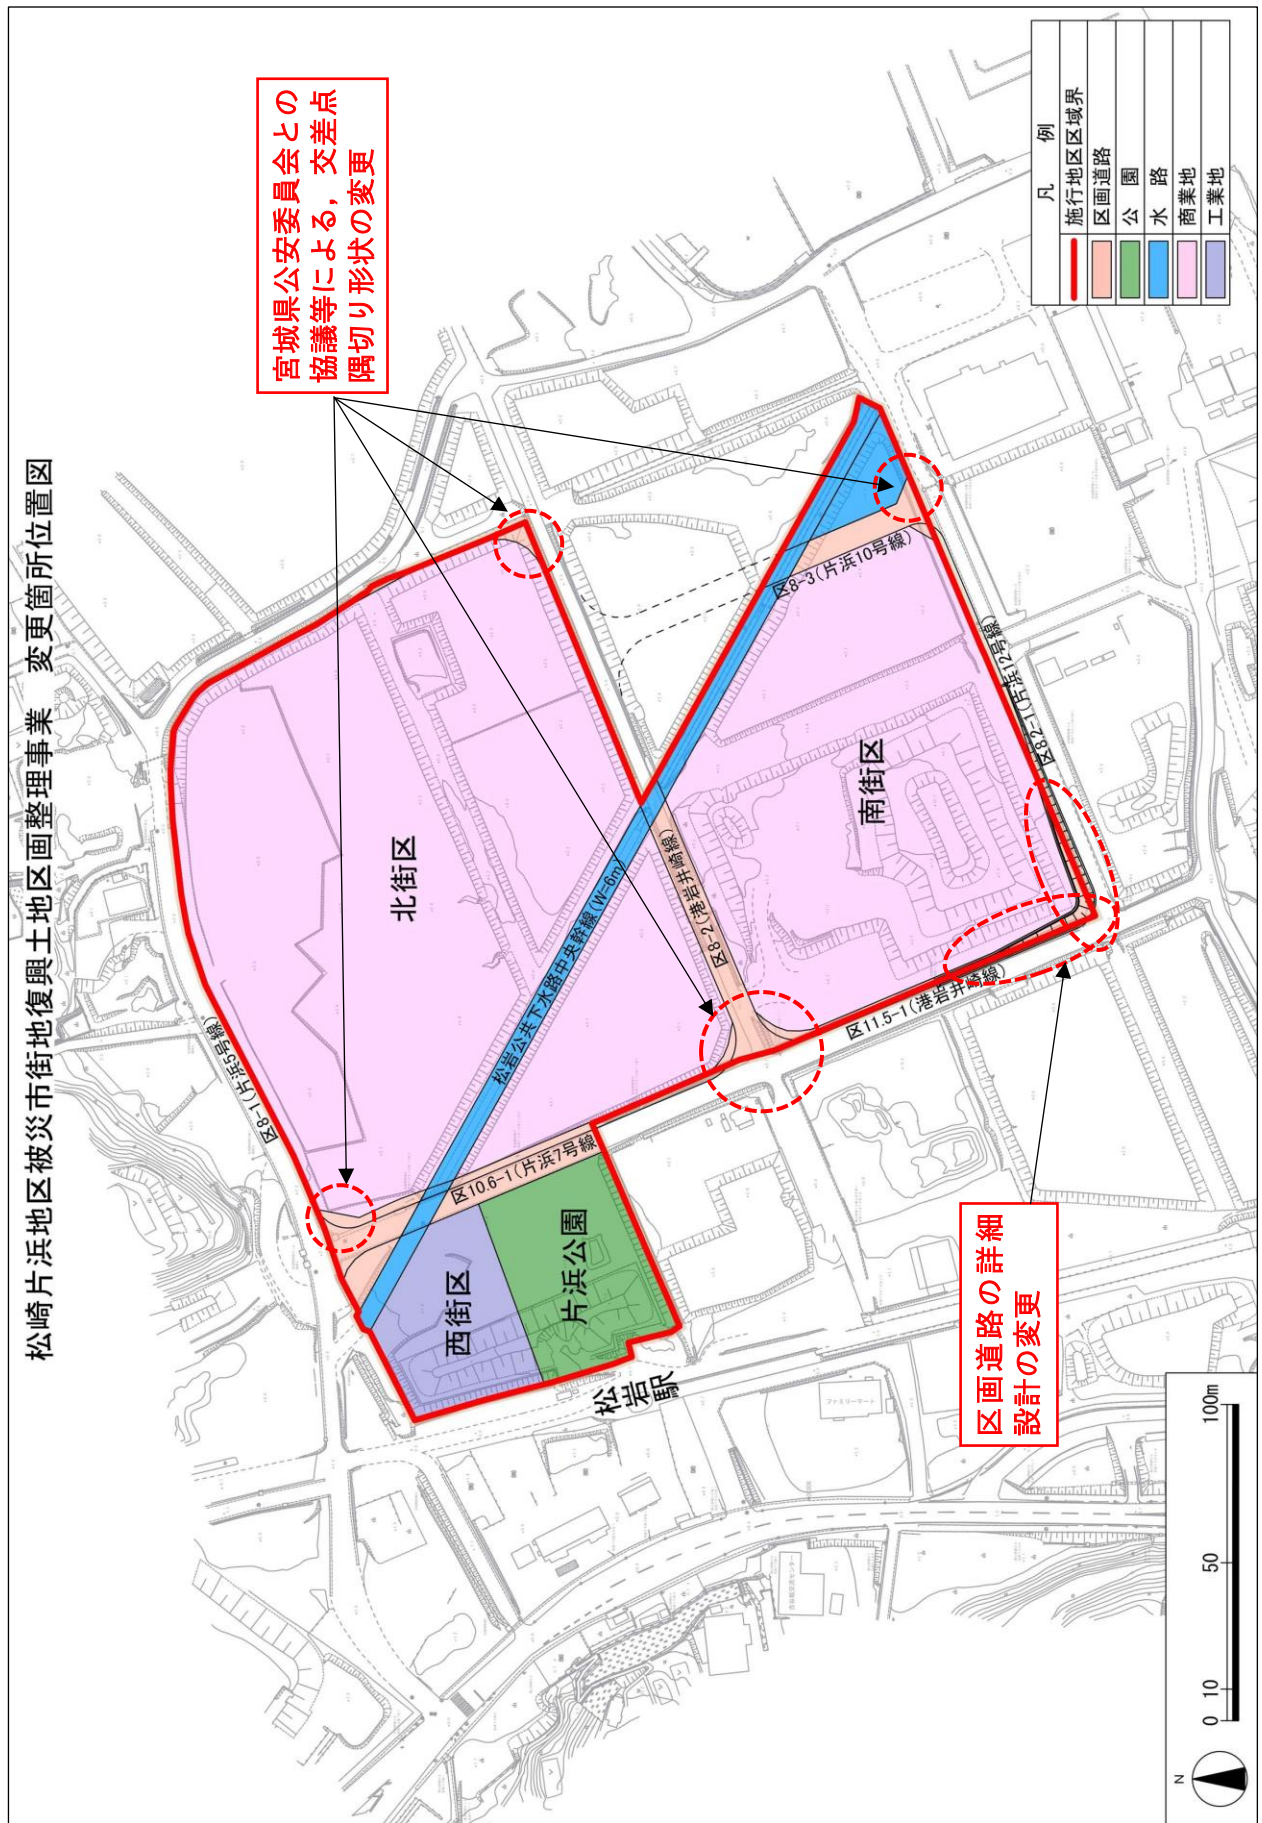 松崎片浜地区被災市街地復興土地区画整理事業　変更箇所位置図
宮城県公安委員会との
協議等による，交差点
隅切り形状の変更
凡例
施行地区区域界
区画道路
公園
水路
商業地
工業地
区8-1(片浜5号線)
北街区
松岩公共下水路中央幹線(W=6m)
区8-2(港岩井崎線)
区8-3(片浜10号線)
南街区
区8.2-1(片浜12号線)
区11.5-1(港岩井崎線)
区10.6-1(片浜7号線)
西街区
片浜公園
松岩駅
区画道路の詳細
設計の変更
ファミリーマート
N
0 10 50 100m